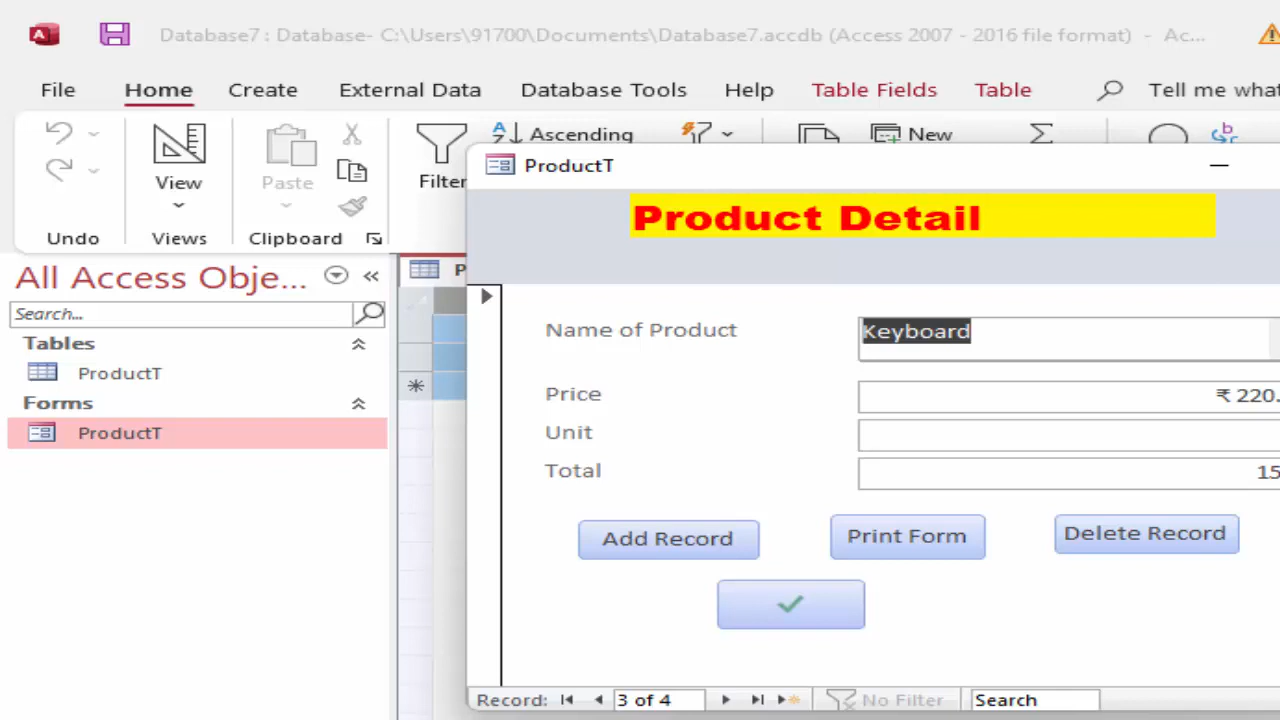 Database7 : Database- C:\Users\91700\Documents\Database7.accdb (Access 2007 - 2016 file format) - Ac...
File Home Create External Data Database Tools Help Table Fields Table Tell me what
Ascending New
View Paste Filter
Undo Views Clipboard
ProductT
Product Detail
All Access Obje...
P
Search...
Tables
ProductT
Forms
ProductT
Name of Product Keyboard
Price ₹ 220.
Unit
Total 15
Add Record Print Form Delete Record
Record: 3 of 4 No Filter Search